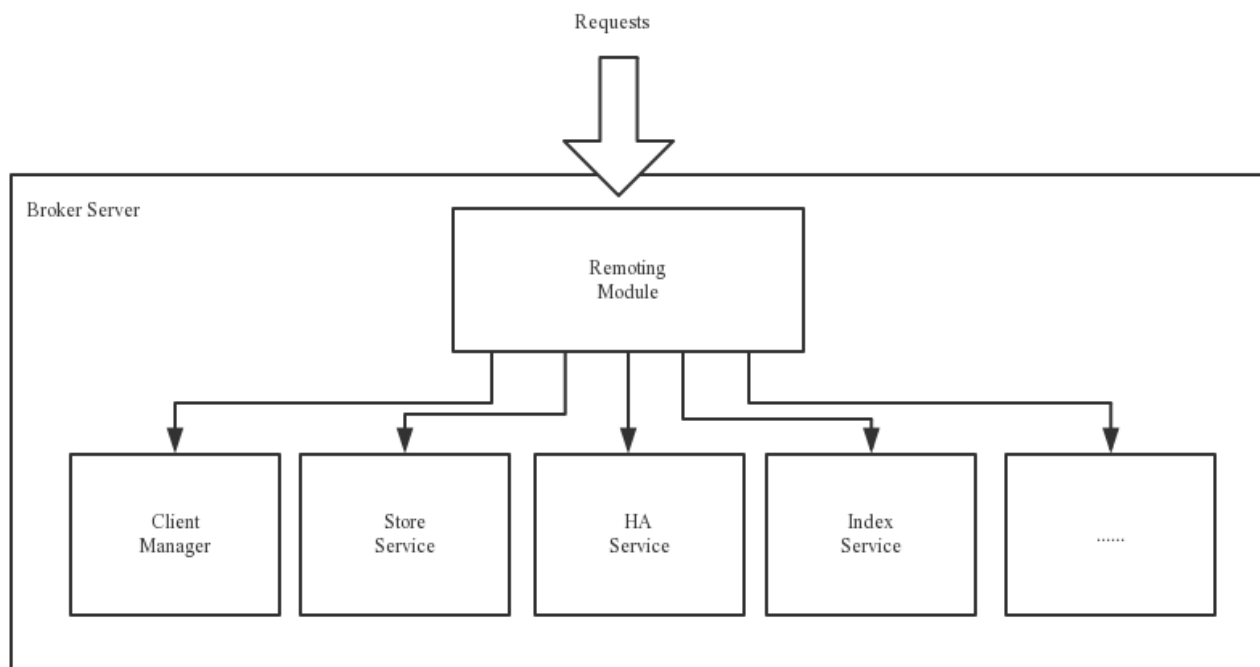 Requests
Broker Server
Remoting
Module
Client
Manager
Store
Service
HA
Service
Index
Service
......